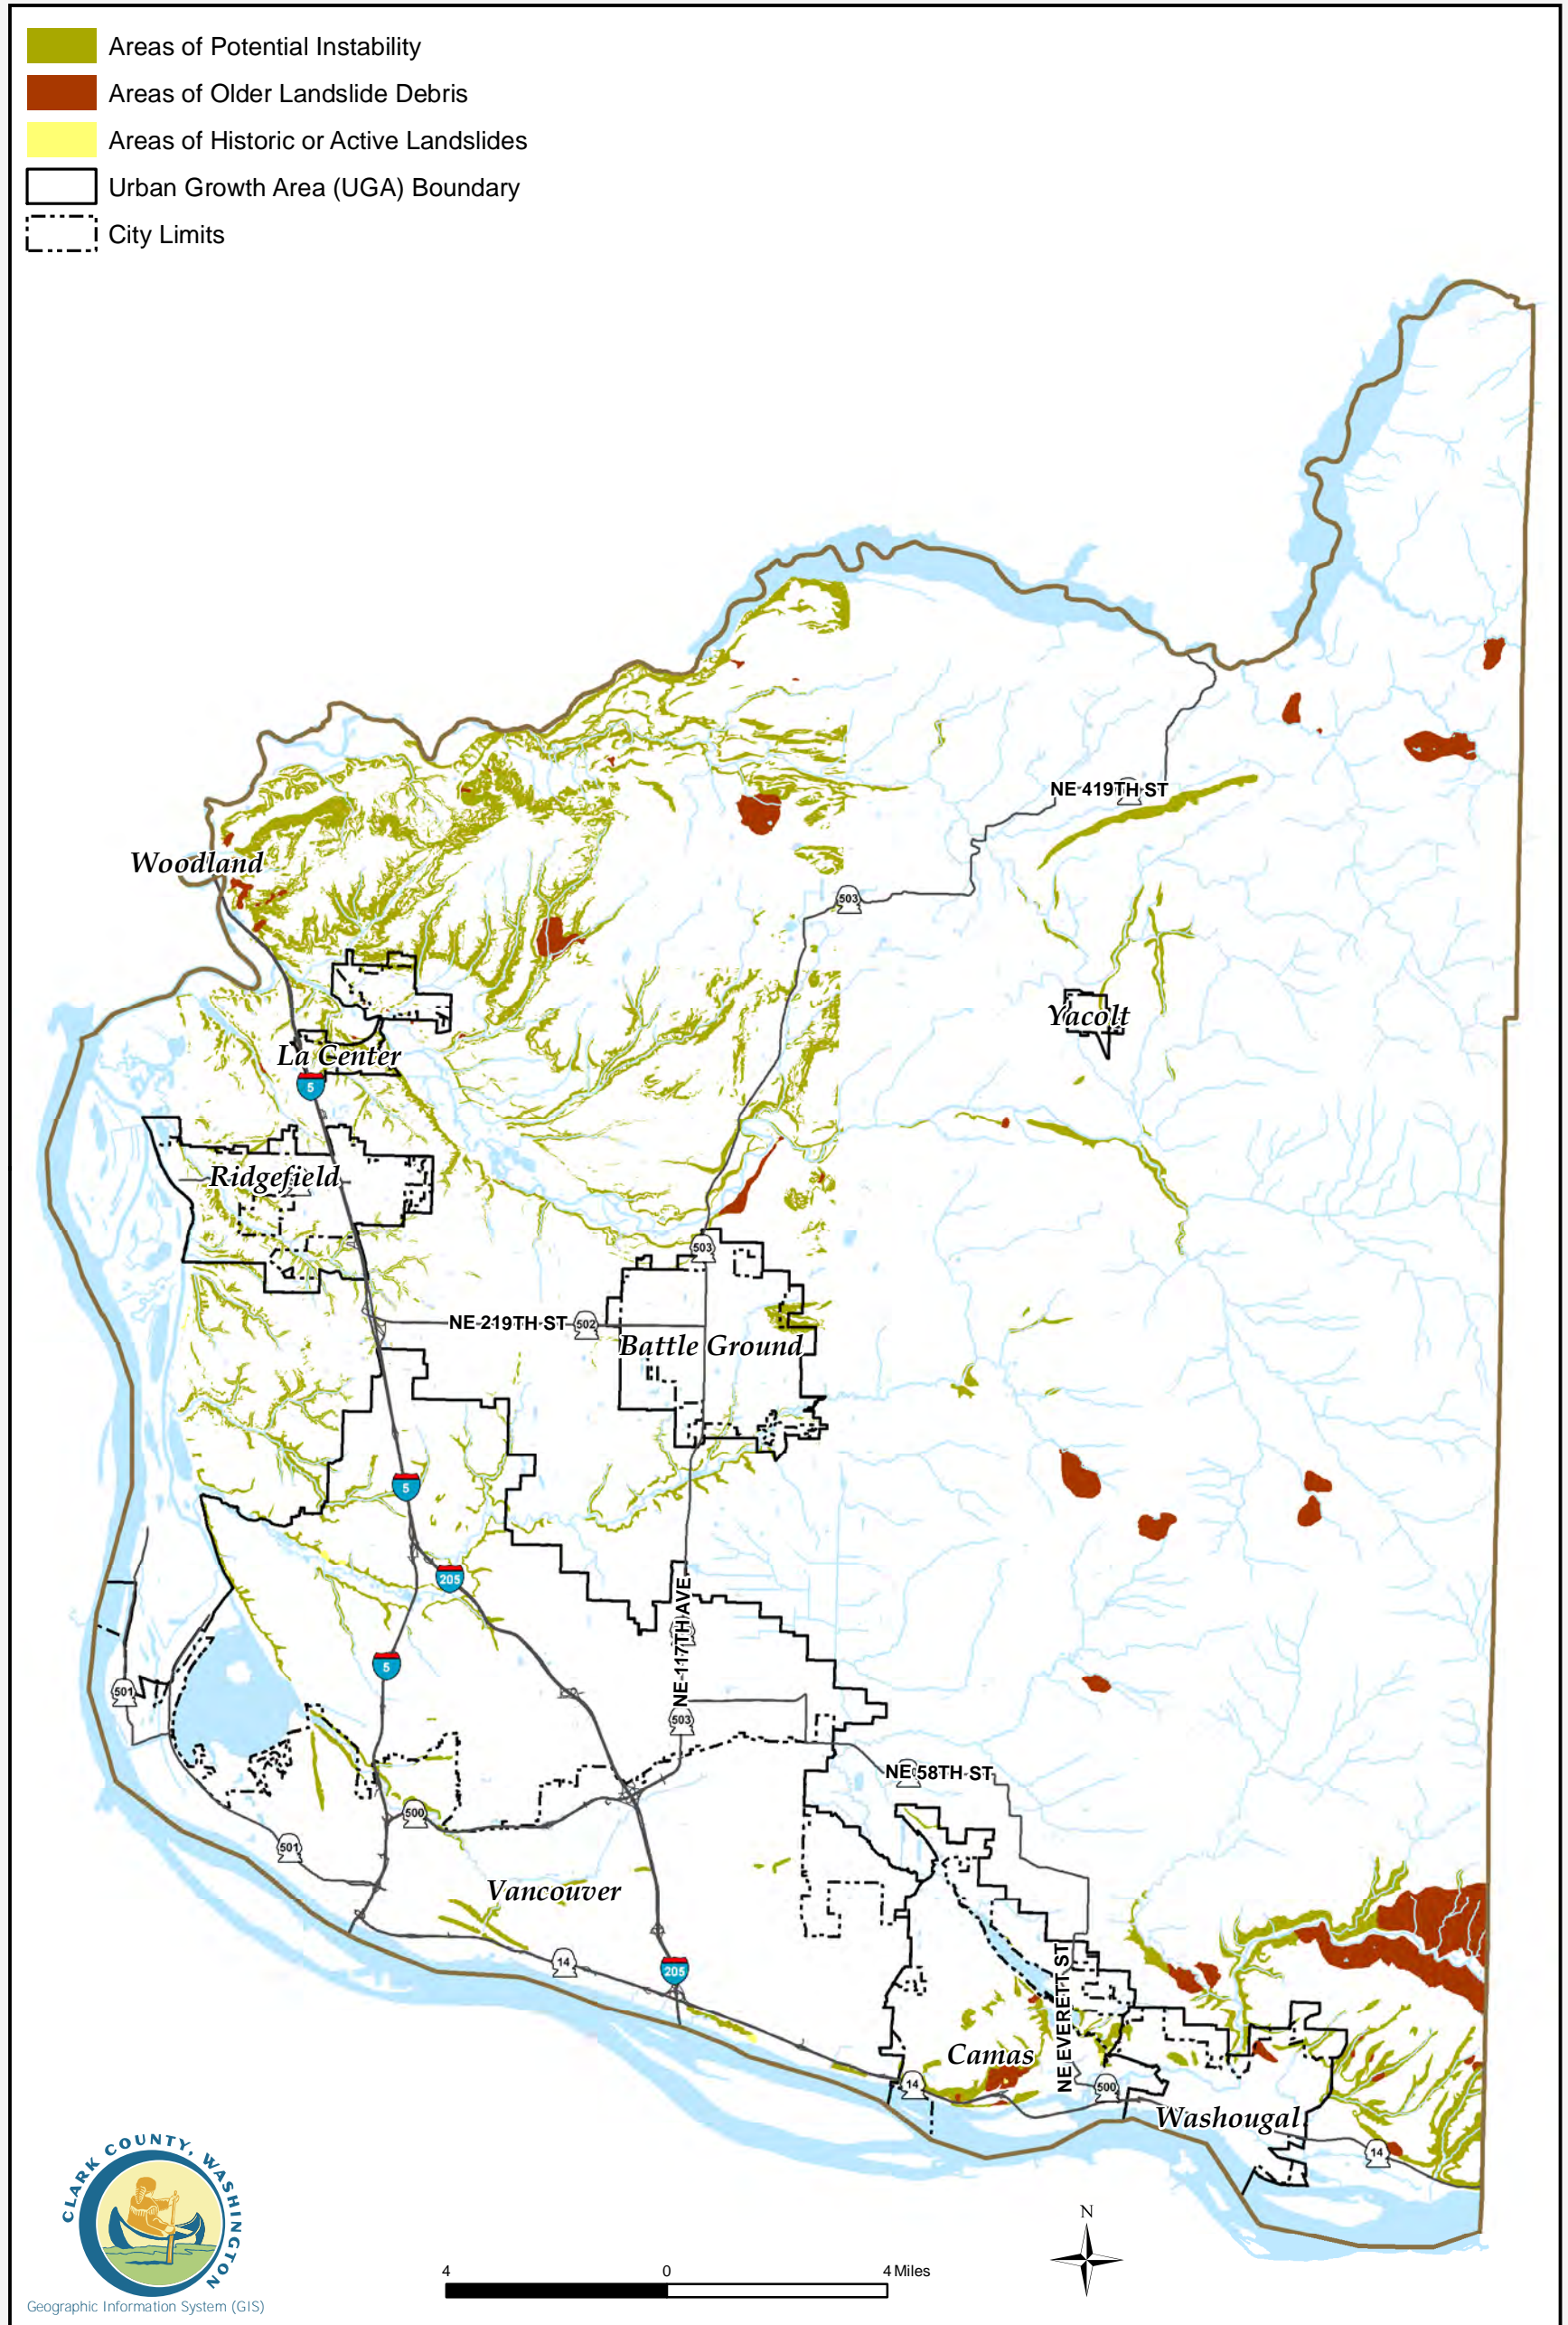 Areas of Potential Instability
Areas of Older Landslide Debris
Areas of Historic or Active Landslides
Urban Growth Area (UGA) Boundary
City Limits
NE 419TH ST
Woodland
503
Yacolt
La Center
5
Ridgefield
503
NE 219TH ST
502
Battle Ground
5
205
NE 117TH AVE
5
501
503
NE 58TH ST
500
501
Vancouver
14
205
NE EVERETT ST
Camas
14
500
Washougal
14
CLARK COUNTY, WASHINGTON
Geographic Information System (GIS)
4 0 4 Miles
N